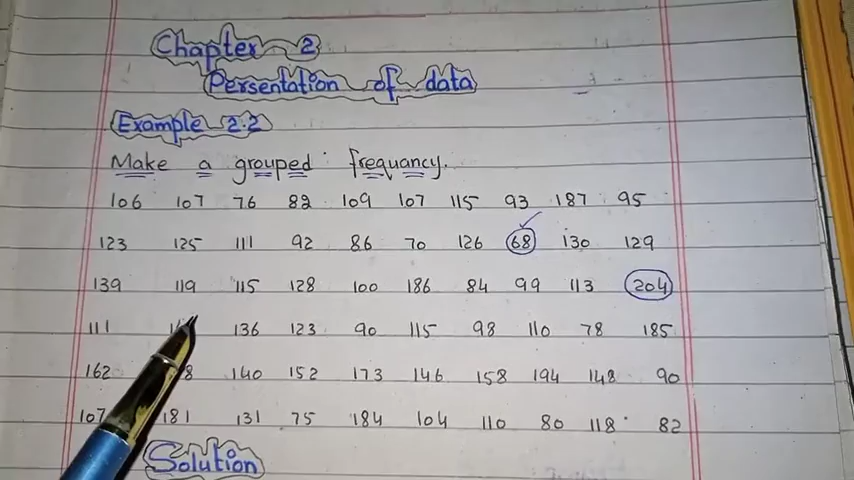 Chapter 2
Persentation of data
Example 2.2
Make a grouped frequancy.
106 107 76 82 109 107 115 93 187 95
123 125 111 92 86 70 126 68 130 129
139 119 115 128 100 186 84 99 113 204
111 136 123 90 115 98 110 78 185
162 140 152 173 146 158 194 148 90
107 181 131 75 184 104 110 80 118 82
Solution